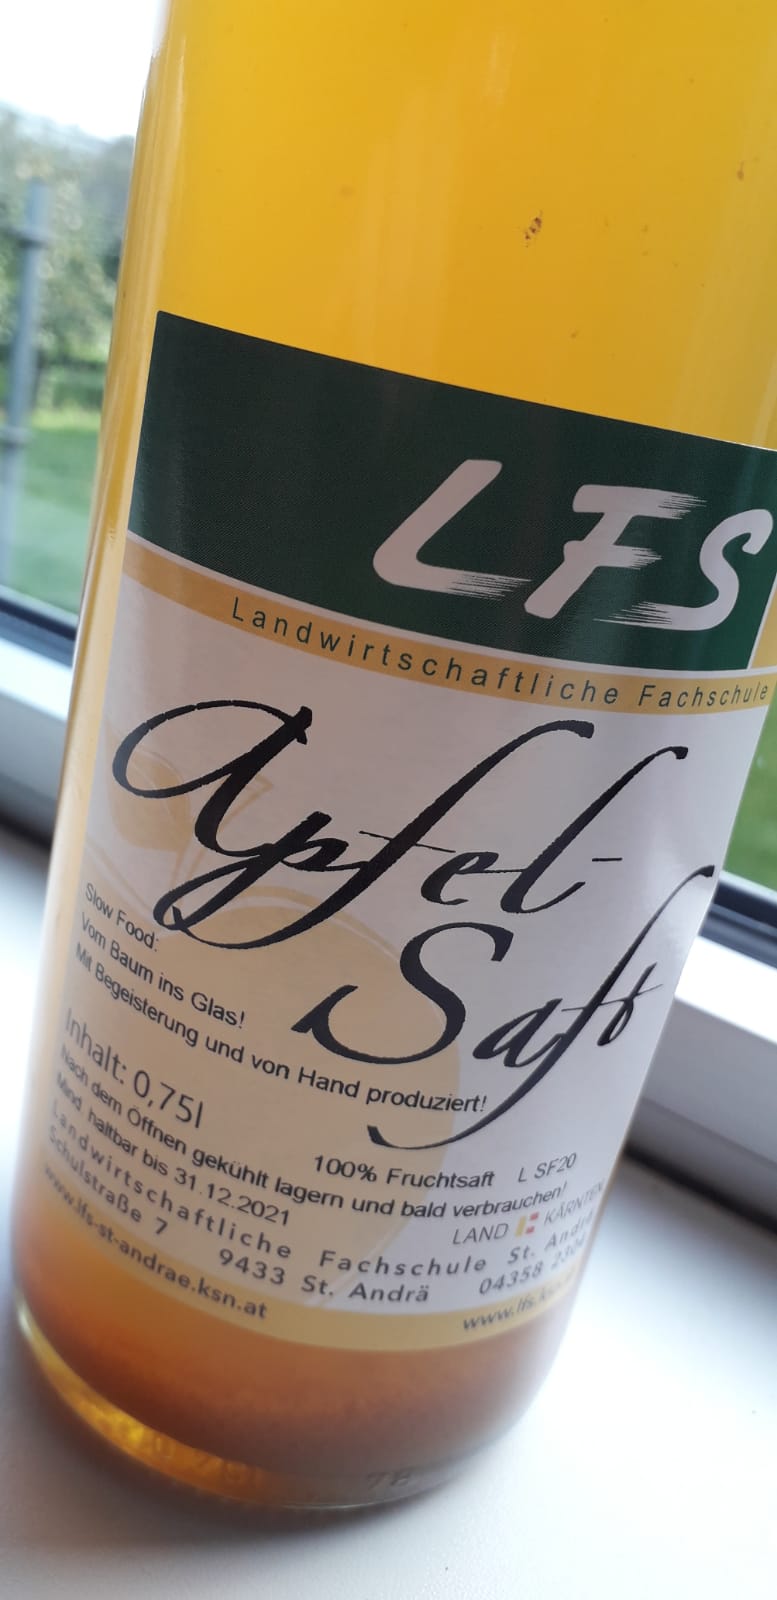 LFS
Landwirtschaftliche Fachschule
Apfel-
Saft
Slow Food:
Vom Baum ins Glas!
Mit Begeisterung und von Hand produziert!
Inhalt: 0,75l
100% Fruchtsaft L SF20
Nach dem Öffnen gekühlt lagern und bald verbrauchen!
Mind. haltbar bis 31.12.2021
LAND KÄRNTEN
Landwirtschaftliche Fachschule St. Andrä
Schulstraße 7 9433 St. Andrä 04358 2304
www.lfs-st-andrae.ksn.at